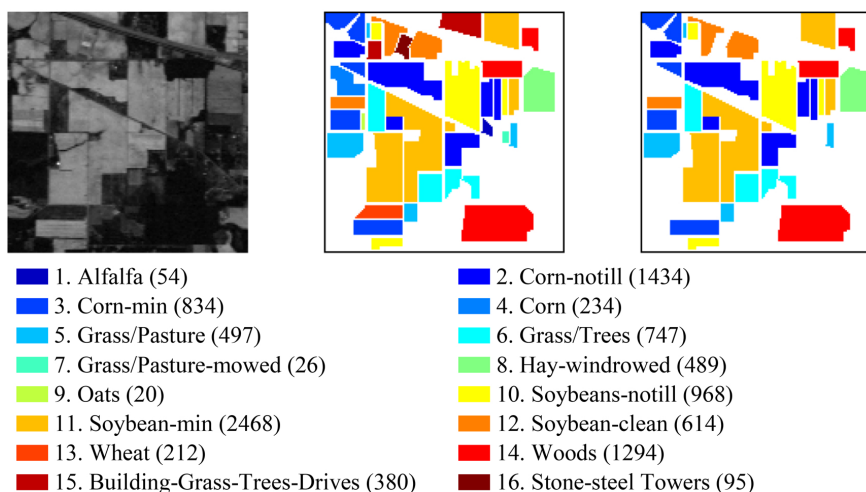 1. Alfalfa (54)
2. Corn-notill (1434)
3. Corn-min (834)
4. Corn (234)
5. Grass/Pasture (497)
6. Grass/Trees (747)
7. Grass/Pasture-mowed (26)
8. Hay-windrowed (489)
9. Oats (20)
10. Soybeans-notill (968)
11. Soybean-min (2468)
12. Soybean-clean (614)
13. Wheat (212)
14. Woods (1294)
15. Building-Grass-Trees-Drives (380)
16. Stone-steel Towers (95)